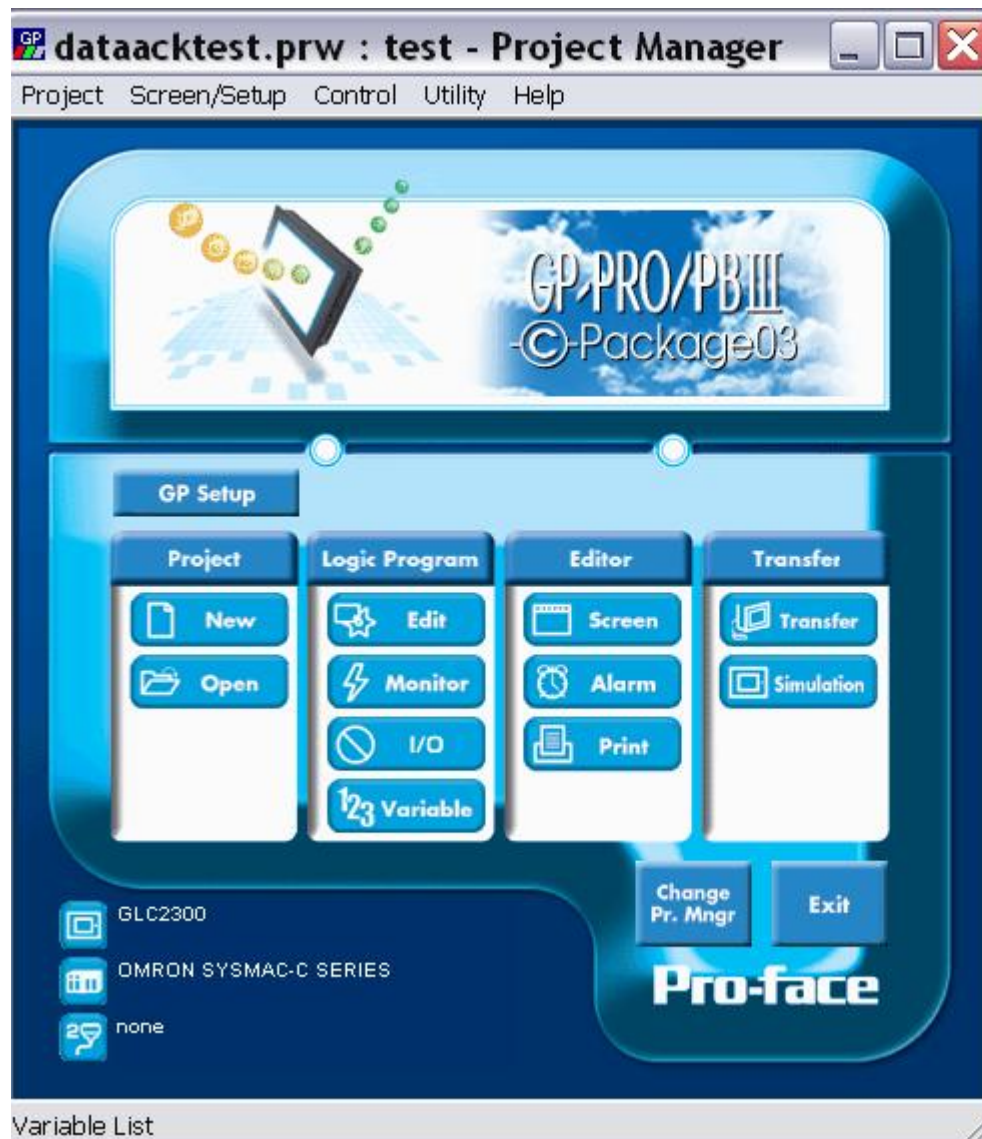 dataacktest.prw : test - Project Manager
Project Screen/Setup Control Utility Help
GP-PRO/PBIII
-C-Package03
GP Setup
Project
New
Open
Logic Program
Edit
Monitor
I/O
123 Variable
Editor
Screen
Alarm
Print
Transfer
Transfer
Simulation
Change
Pr. Mngr
Exit
GLC2300
OMRON SYSMAC-C SERIES
none
Pro-face
Variable List